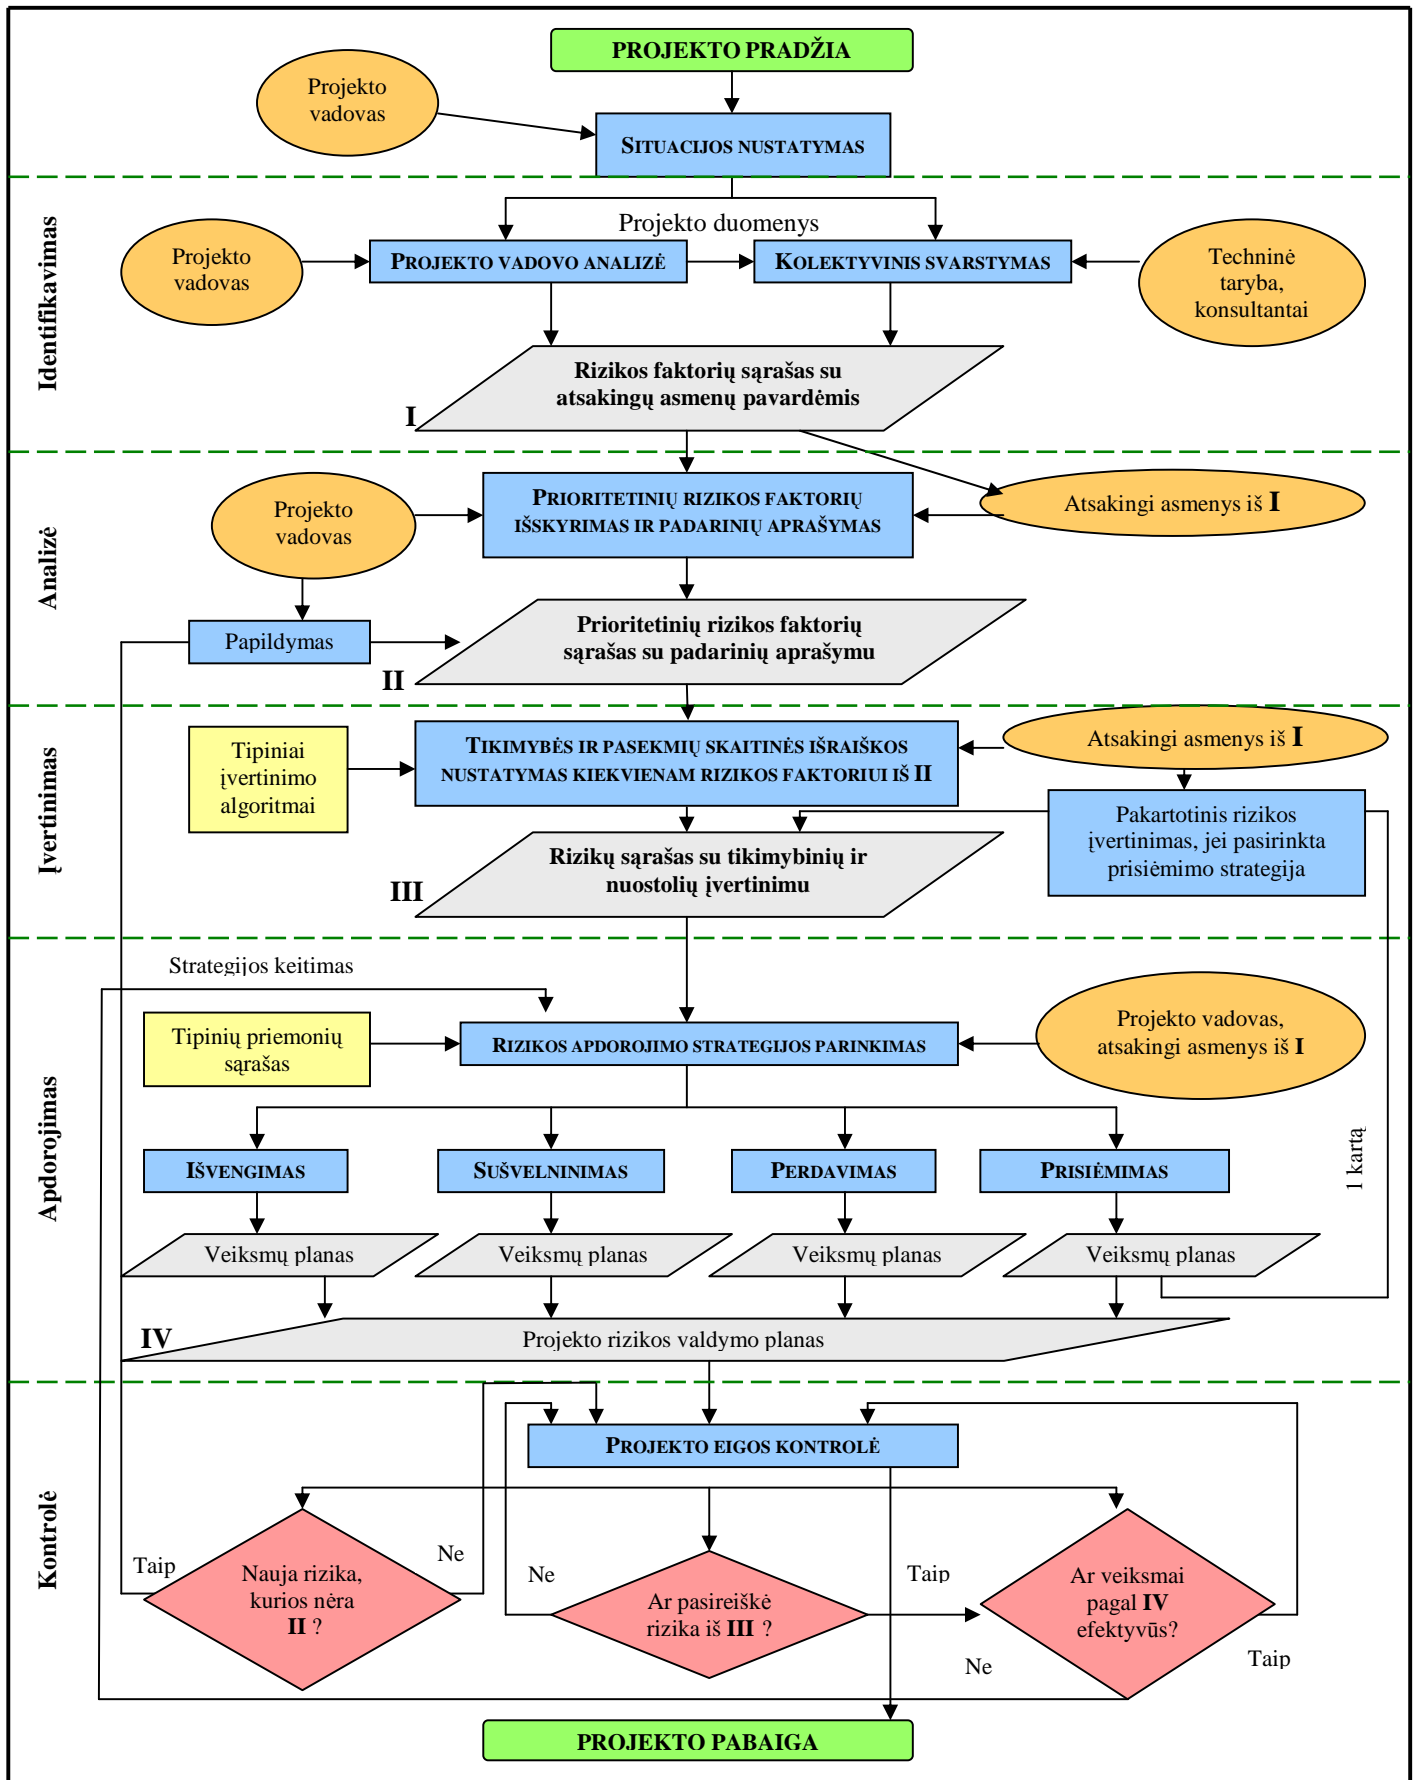 PROJEKTO PRADŽIA
Projekto
vadovas
SITUACIJOS NUSTATYMAS
Identifikavimas
Projekto duomenys
Projekto
vadovas
PROJEKTO VADOVO ANALIZĖ
KOLEKTYVINIS SVARSTYMAS
Techninė
taryba,
konsultantai
Rizikos faktorių sąrašas su
atsakingų asmenų pavardėmis
I
Analizė
Projekto
vadovas
PRIORITETINIŲ RIZIKOS FAKTORIŲ
IŠSKYRIMAS IR PADARINIŲ APRAŠYMAS
Atsakingi asmenys iš I
Papildymas
Prioritetinių rizikos faktorių
sąrašas su padarinių aprašymu
II
Įvertinimas
Tipiniai
įvertinimo
algoritmai
TIKIMYBĖS IR PASEKMIŲ SKAITINĖS IŠRAIŠKOS
NUSTATYMAS KIEKVIENAM RIZIKOS FAKTORIUI IŠ II
Atsakingi asmenys iš I
Pakartotinis rizikos
įvertinimas, jei pasirinkta
prisiėmimo strategija
Rizikų sąrašas su tikimybinių ir
nuostolių įvertinimu
III
Apdorojimas
Strategijos keitimas
Tipinių priemonių
sąrašas
RIZIKOS APDOROJIMO STRATEGIJOS PARINKIMAS
Projekto vadovas,
atsakingi asmenys iš I
1 kartą
IŠVENGIMAS
SUŠVELNINIMAS
PERDAVIMAS
PRISIĖMIMAS
Veiksmų planas
Veiksmų planas
Veiksmų planas
Veiksmų planas
IV
Projekto rizikos valdymo planas
Kontrolė
PROJEKTO EIGOS KONTROLĖ
Taip
Nauja rizika,
kurios nėra
II ?
Ne
Ne
Ar pasireiškė
rizika iš III ?
Taip
Ar veiksmai
pagal IV
efektyvūs?
Ne
Taip
PROJEKTO PABAIGA